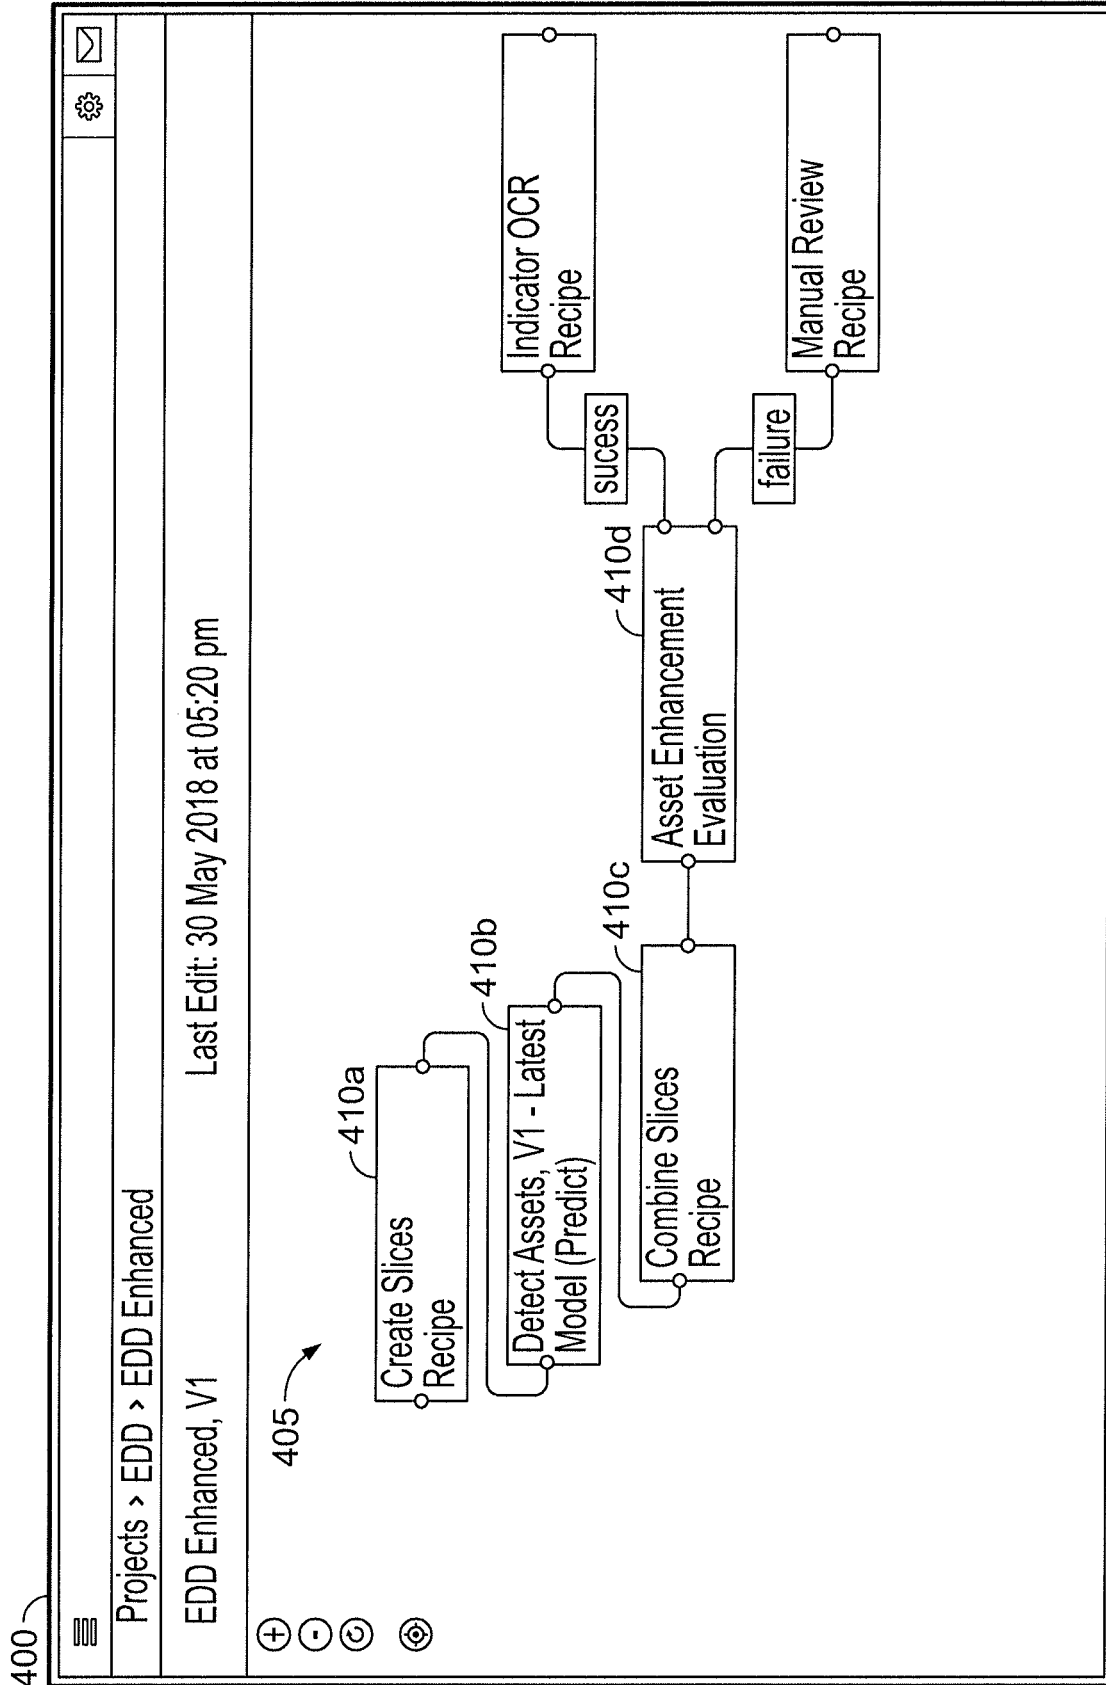 400
Projects > EDD > EDD Enhanced
EDD Enhanced, V1
Last Edit: 30 May 2018 at 05:20 pm
405
410a
Create Slices
Recipe
410b
Detect Assets, V1 - Latest
Model (Predict)
410c
Combine Slices
Recipe
410d
Asset Enhancement
Evaluation
sucess
Indicator OCR
Recipe
failure
Manual Review
Recipe